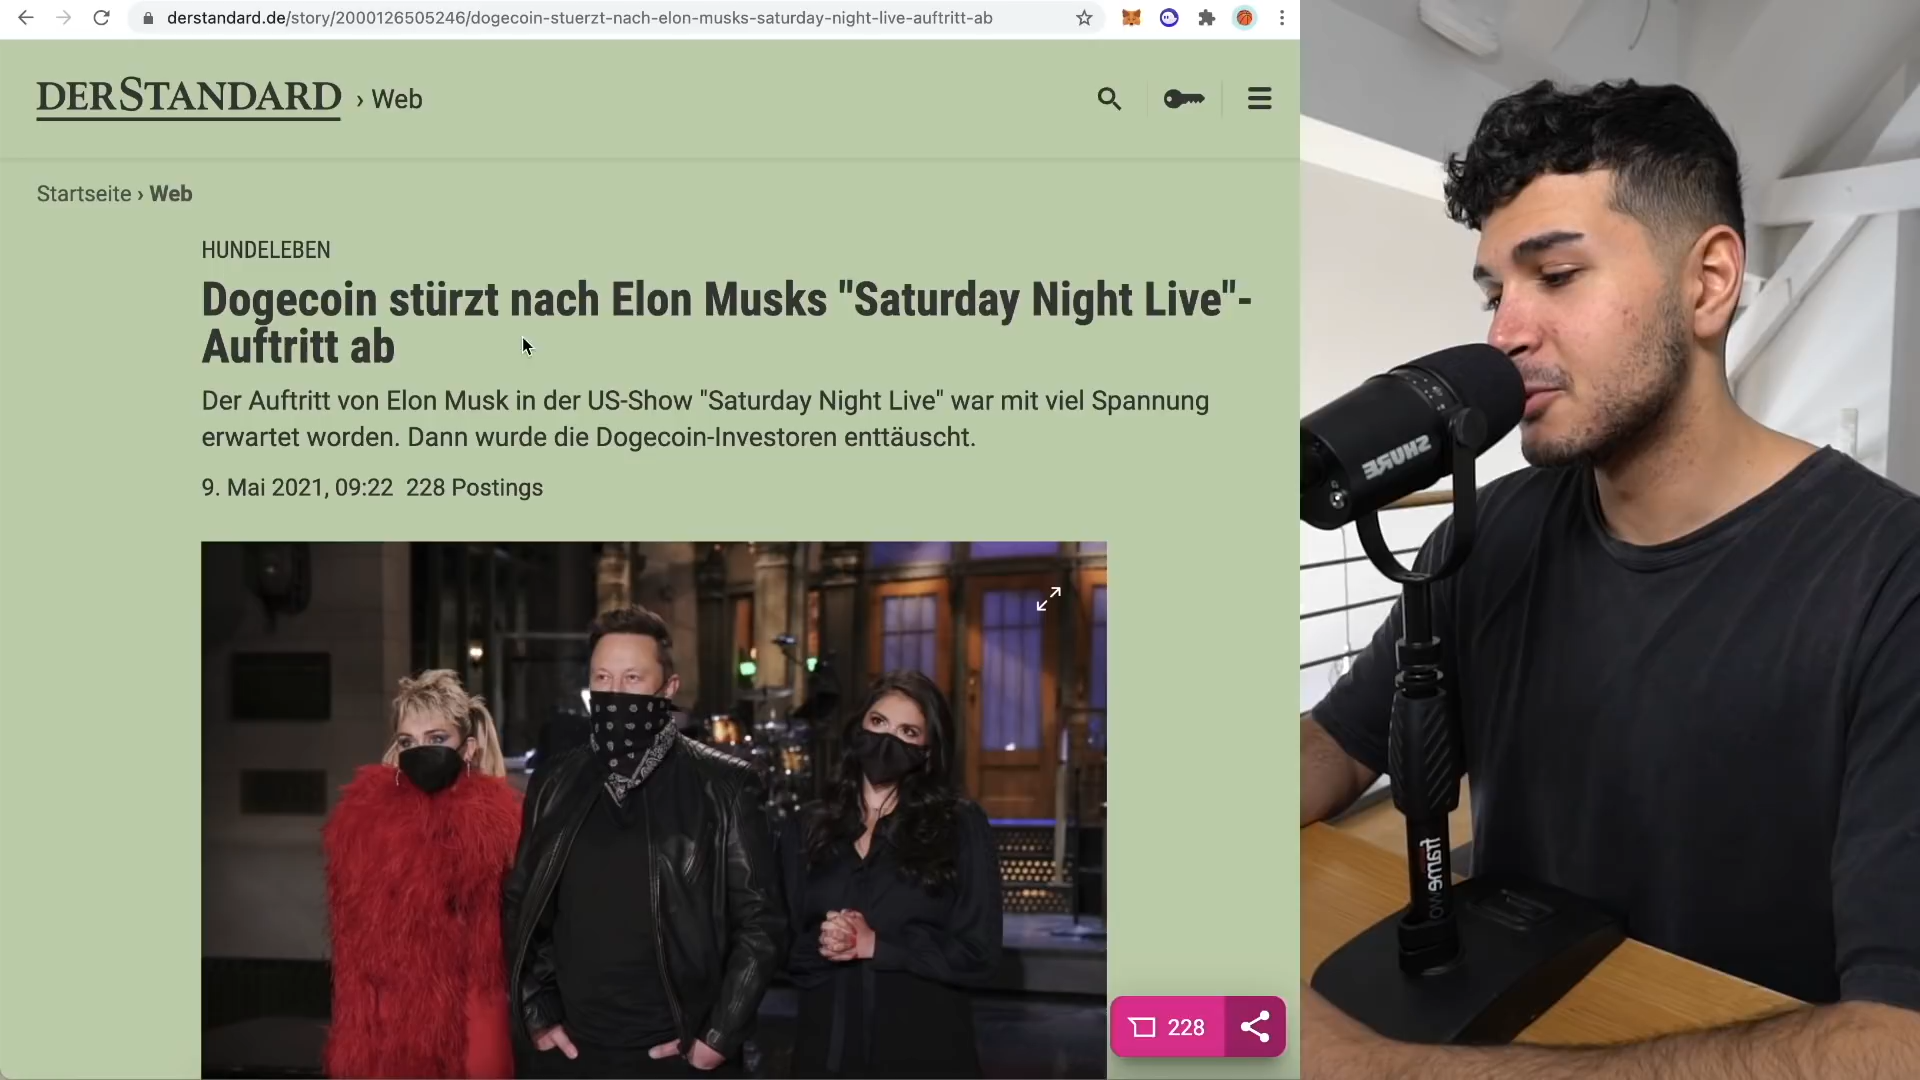 derstandard.de/story/2000126505246/dogecoin-stuerzt-nach-elon-musks-saturday-night-live-auftritt-ab
DERSTANDARD › Web
Startseite › Web
HUNDELEBEN
Dogecoin stürzt nach Elon Musks "Saturday Night Live"-
Auftritt ab
Der Auftritt von Elon Musk in der US-Show "Saturday Night Live" war mit viel Spannung
erwartet worden. Dann wurde die Dogecoin-Investoren enttäuscht.
9. Mai 2021, 09:22 228 Postings
228
SHURE
framewo